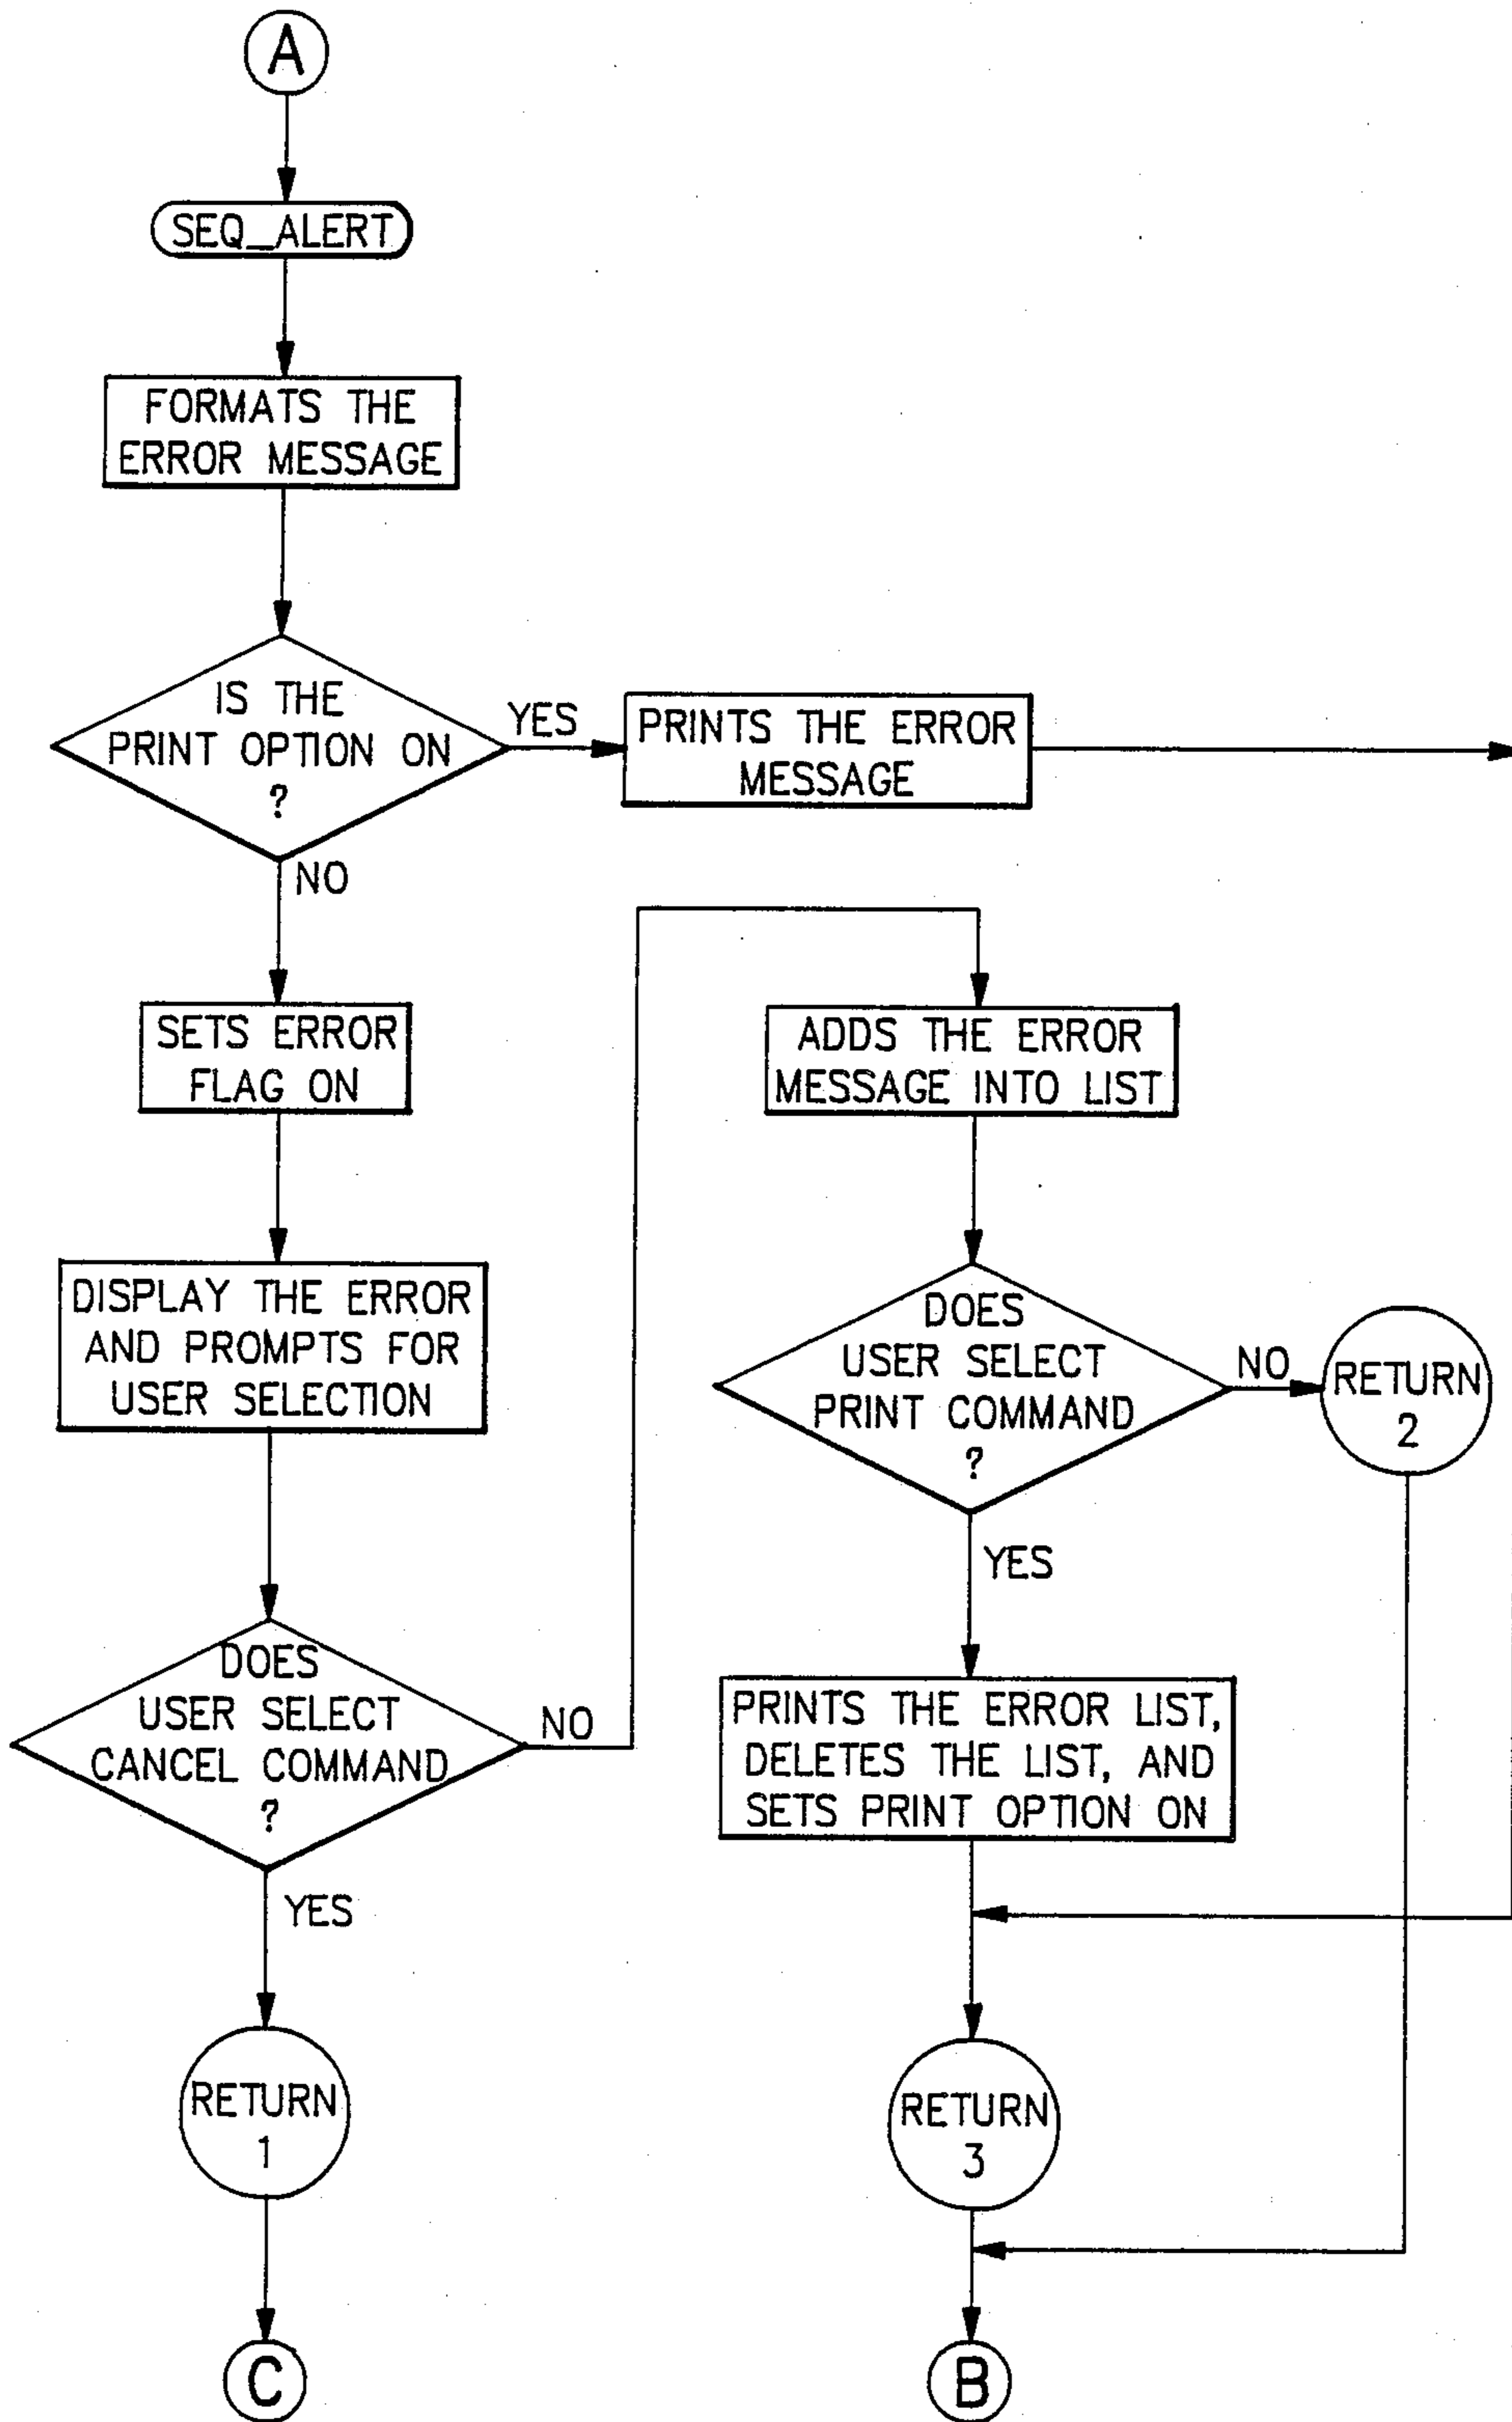 A
SEQ_ALERT
FORMATS THE
ERROR MESSAGE
IS THE
PRINT OPTION ON
?
YES
PRINTS THE ERROR
MESSAGE
NO
SETS ERROR
FLAG ON
DISPLAY THE ERROR
AND PROMPTS FOR
USER SELECTION
DOES
USER SELECT
CANCEL COMMAND
?
NO
YES
RETURN
1
C
ADDS THE ERROR
MESSAGE INTO LIST
DOES
USER SELECT
PRINT COMMAND
?
NO
RETURN
2
YES
PRINTS THE ERROR LIST,
DELETES THE LIST, AND
SETS PRINT OPTION ON
RETURN
3
B